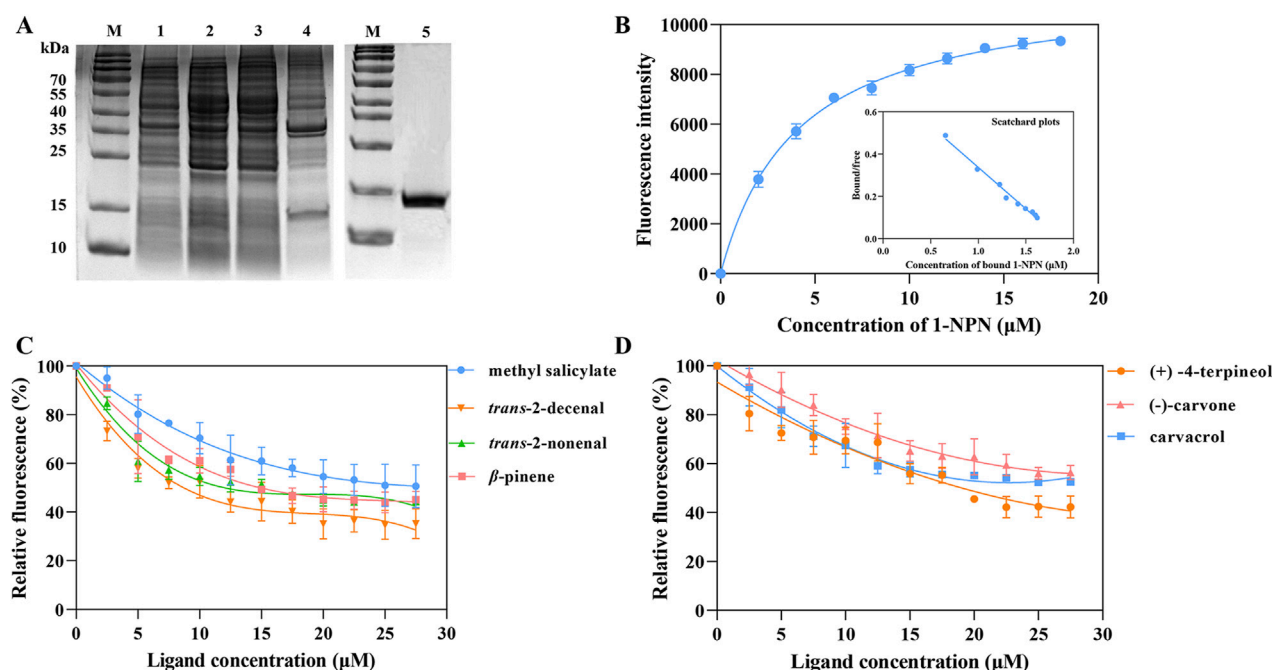 A
M 1 2 3 4 M 5
kDa
70
55
40
35
25
15
10
B
Fluorescence intensity
10000
8000
6000
4000
2000
0
0 5 10 15 20
Concentration of 1-NPN (μM)
Scatchard plots
Bound/free
0.6
0.4
0.2
0.0
0.0 0.5 1.0 1.5 2.0
Concentration of bound 1-NPN (μM)
C
Relative fluorescence (%)
100
80
60
40
20
0
0 5 10 15 20 25 30
Ligand concentration (μM)
methyl salicylate
trans-2-decenal
trans-2-nonenal
β-pinene
D
Relative fluorescence (%)
100
80
60
40
20
0
0 5 10 15 20 25 30
Ligand concentration (μM)
(+) -4-terpineol
(-)-carvone
carvacrol